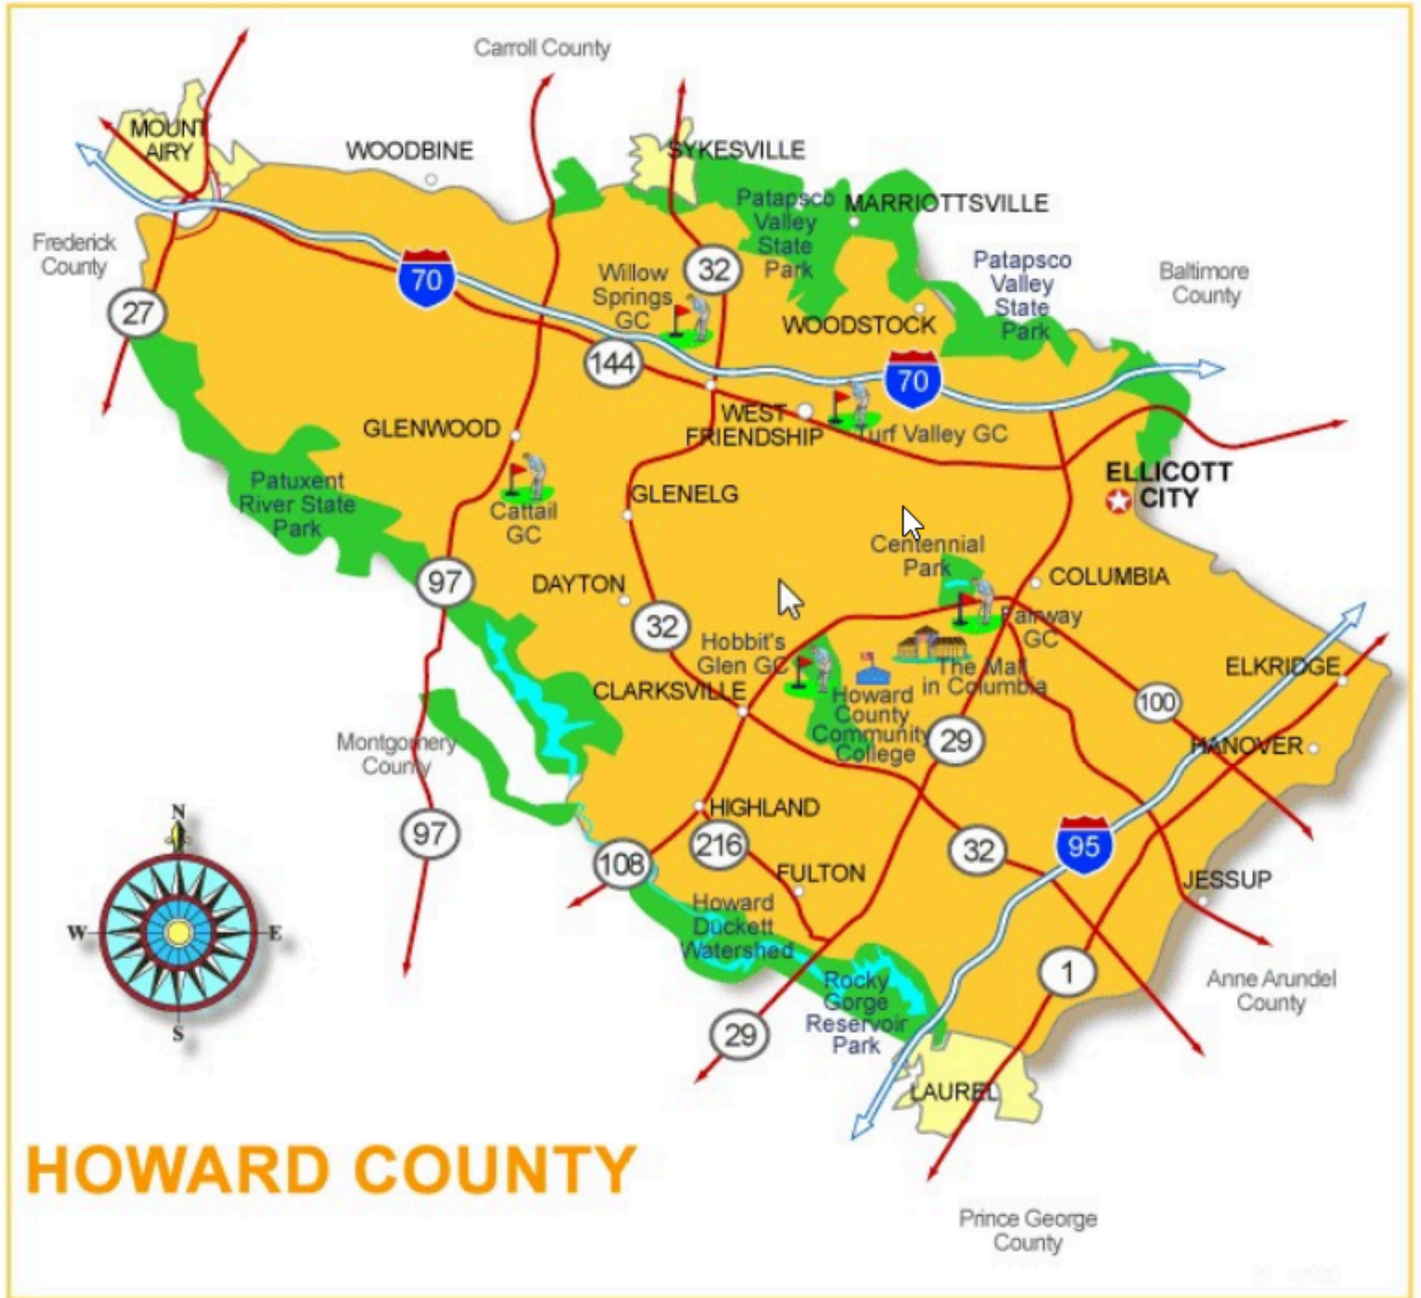 Carroll County
MOUNT
AIRY
WOODBINE
SYKESVILLE
Patapsco
Valley
State
Park
MARRIOTTSVILLE
Frederick
County
70
Willow
Springs
GC
32
Patapsco
Valley
State
Park
Baltimore
County
27
WOODSTOCK
144
70
WEST
FRIENDSHIP
Turf Valley GC
GLENWOOD
ELLICOTT
CITY
Patuxent
River State
Park
Cattail
GC
GLENELG
Centennial
Park
97
DAYTON
COLUMBIA
32
Hobbit's
Glen GC
Fairway
GC
The Mall
in Columbia
ELKRIDGE
CLARKSVILLE
Howard
County
Community
College
100
29
HANOVER
Montgomery
County
N
W
E
S
97
HIGHLAND
216
108
32
95
FULTON
JESSUP
Howard
Duckett
Watershed
Rocky
Gorge
Reservoir
Park
1
Anne Arundel
County
29
LAUREL
HOWARD COUNTY
Prince George
County